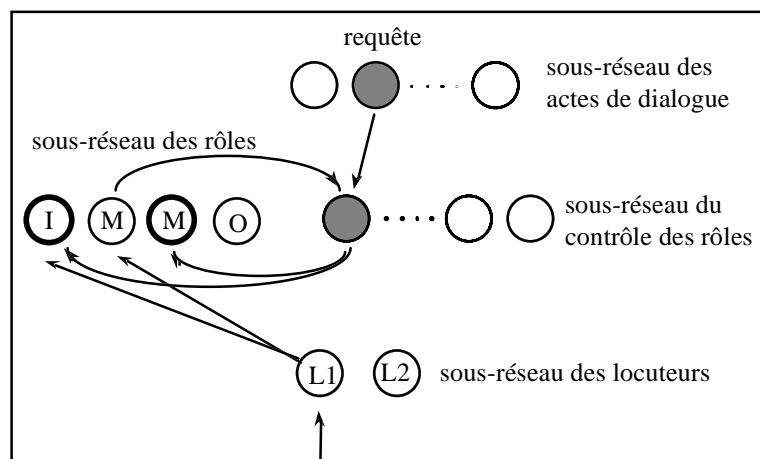 requête
sous-réseau des
actes de dialogue
sous-réseau des rôles
I M M O
sous-réseau du
contrôle des rôles
L1 L2 sous-réseau des locuteurs